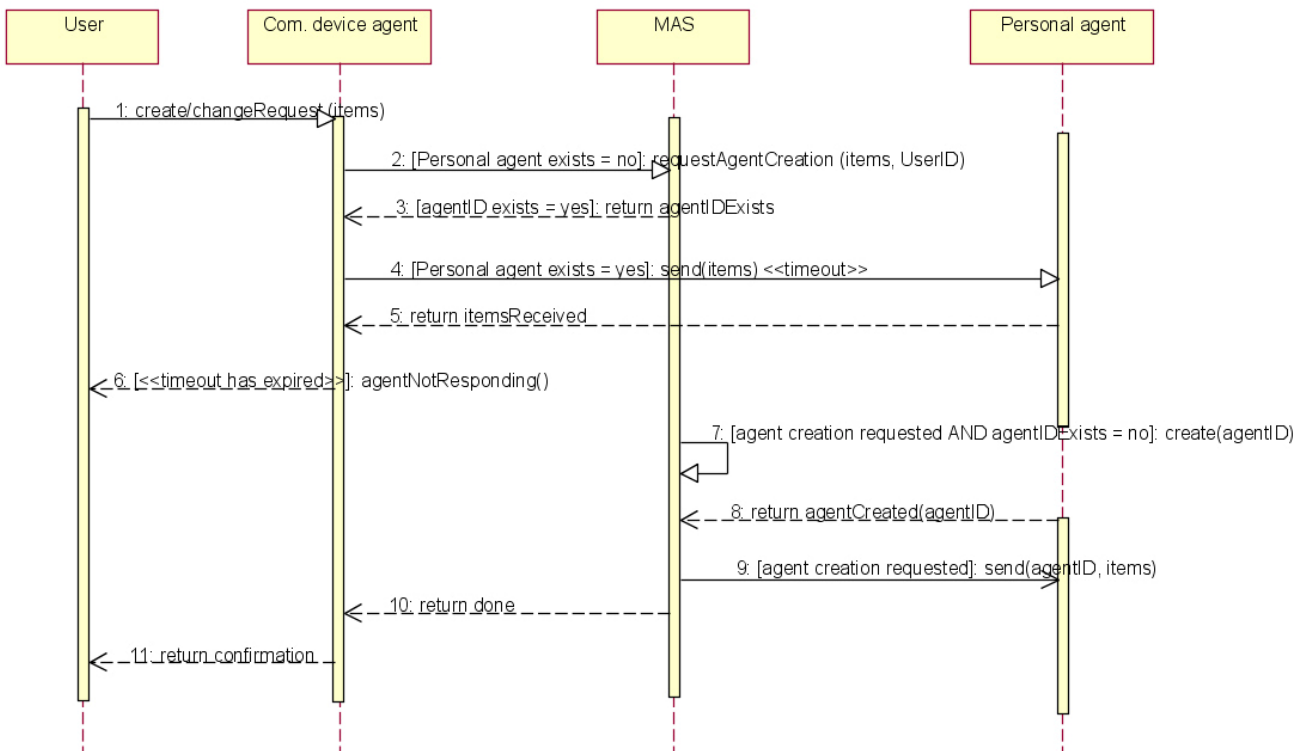 User
Com. device agent
MAS
Personal agent
1: create/changeRequest (items)
2: [Personal agent exists = no]: requestAgentCreation (items, UserID)
3: [agentID exists = yes]: return agentIDExists
4: [Personal agent exists = yes]: send(items) <<timeout>>
5: return itemsReceived
6: [<<timeout has expired>>]: agentNotResponding()
7: [agent creation requested AND agentIDExists = no]: create(agentID)
8: return agentCreated(agentID)
9: [agent creation requested]: send(agentID, items)
10: return done
11: return confirmation